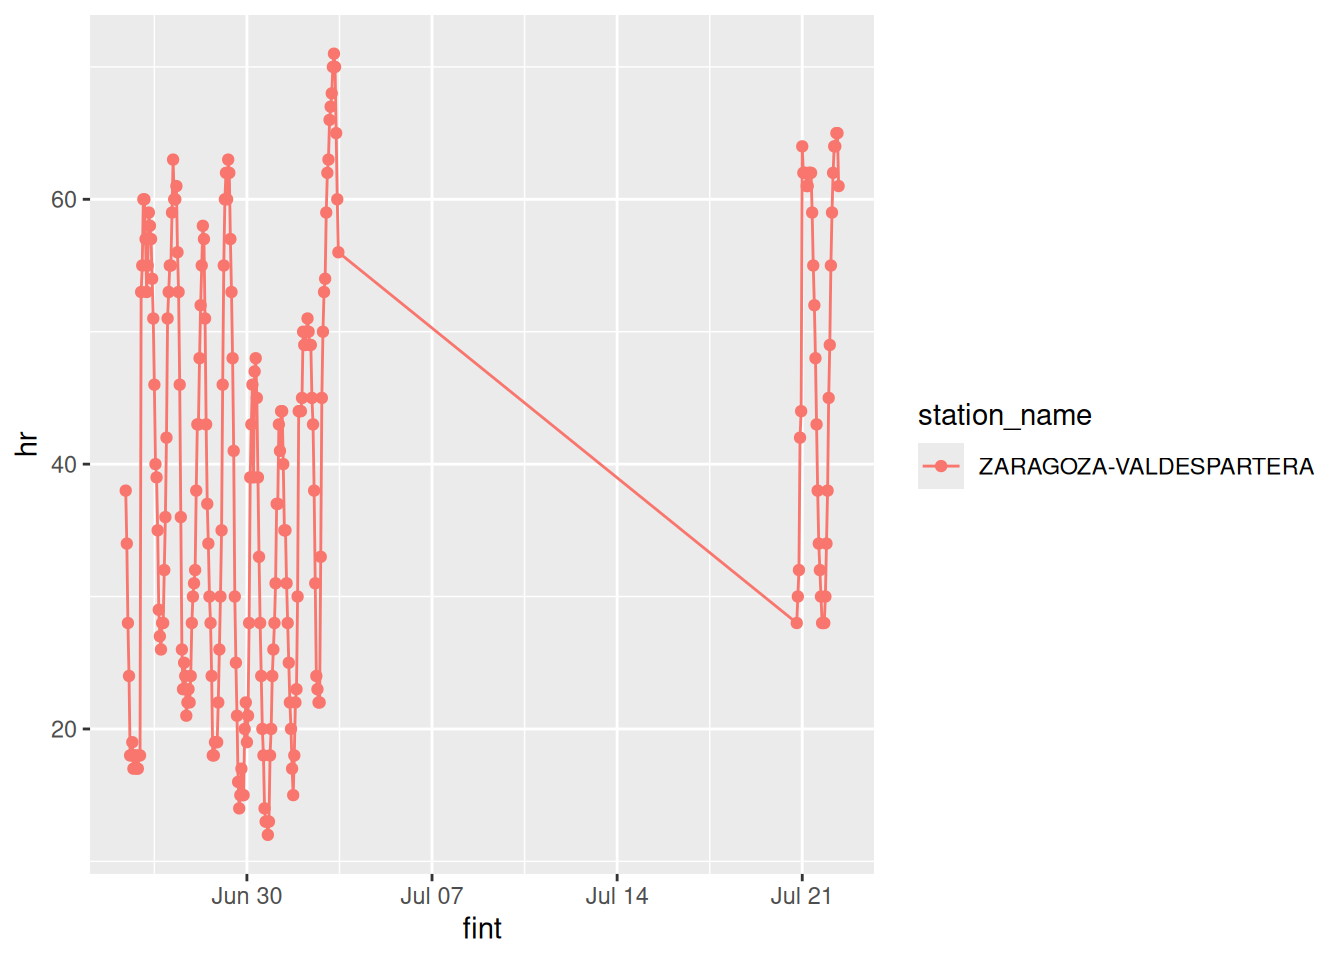 60
40
20
hr
Jun 30
Jul 07
Jul 14
Jul 21
fint
station_name
ZARAGOZA-VALDESPARTERA